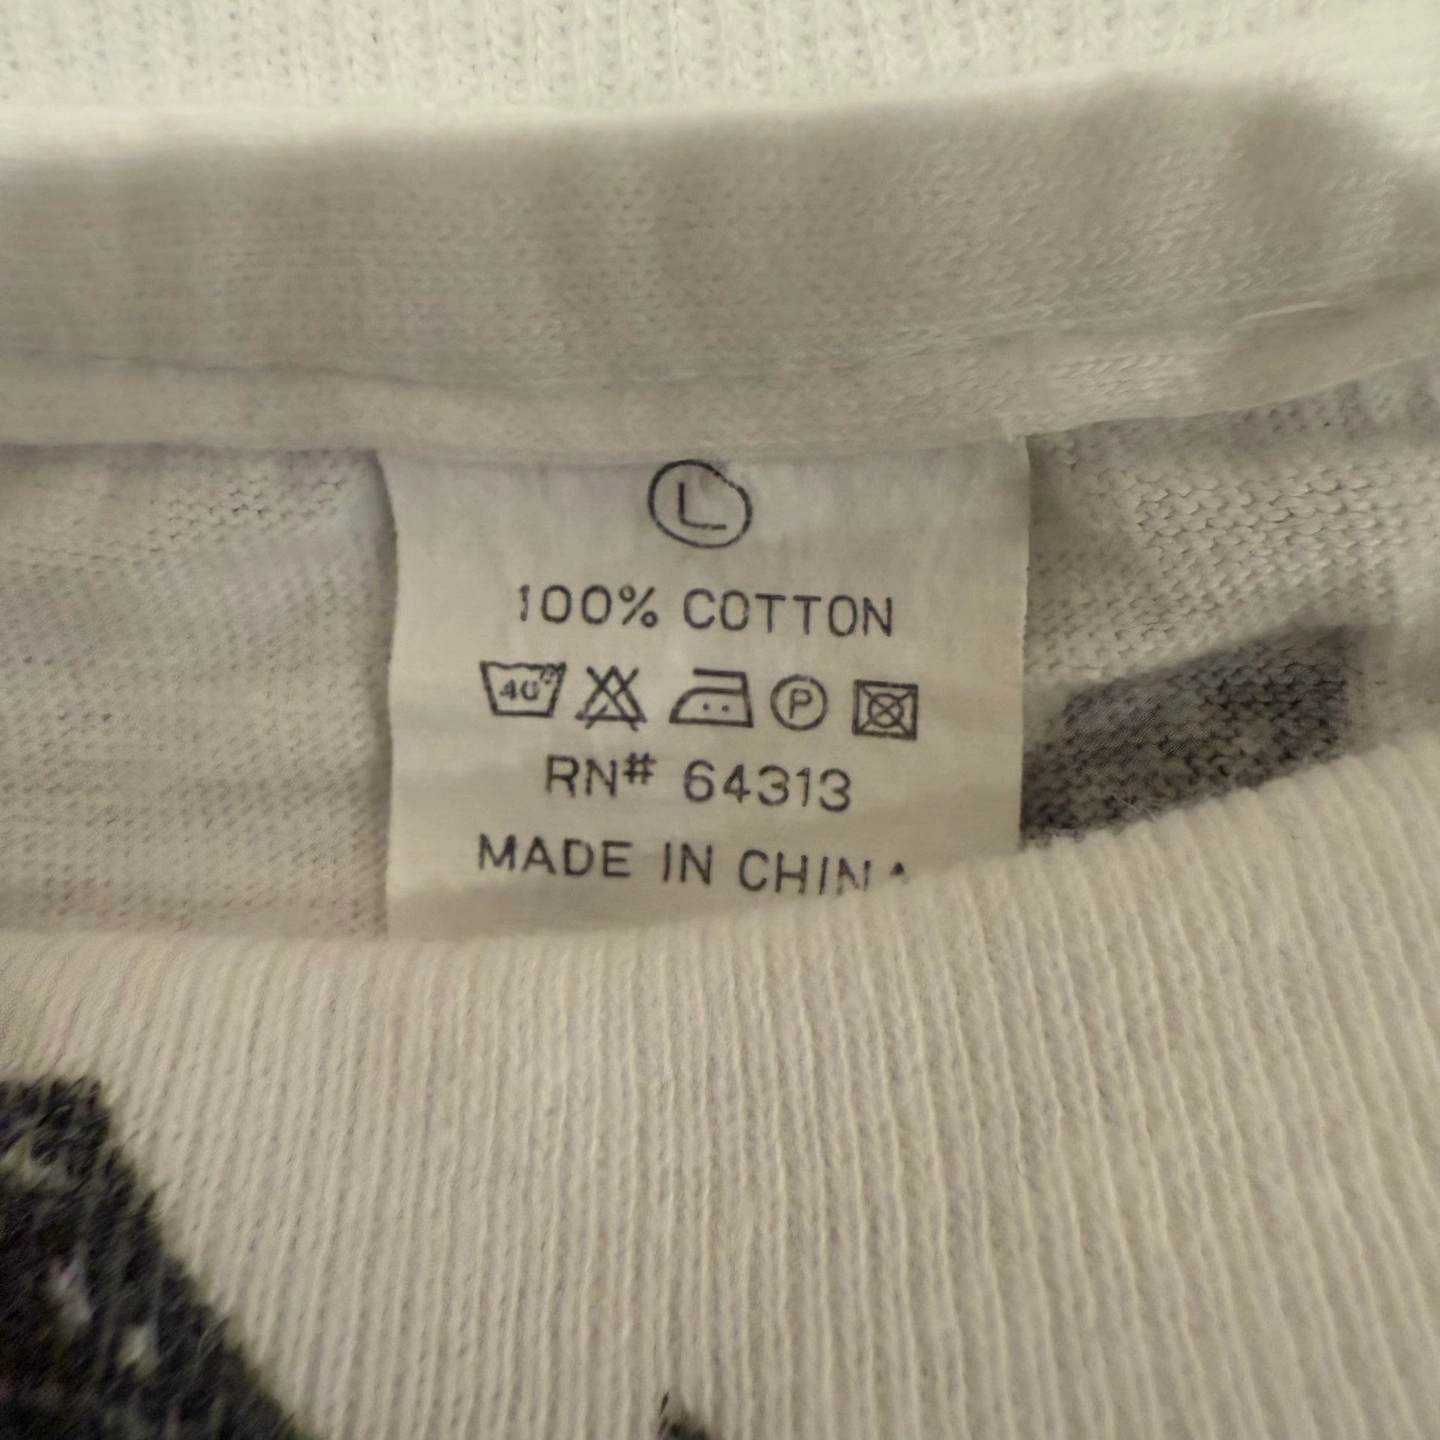 L
100% COTTON
40°
P
RN# 64313
MADE IN CHINA